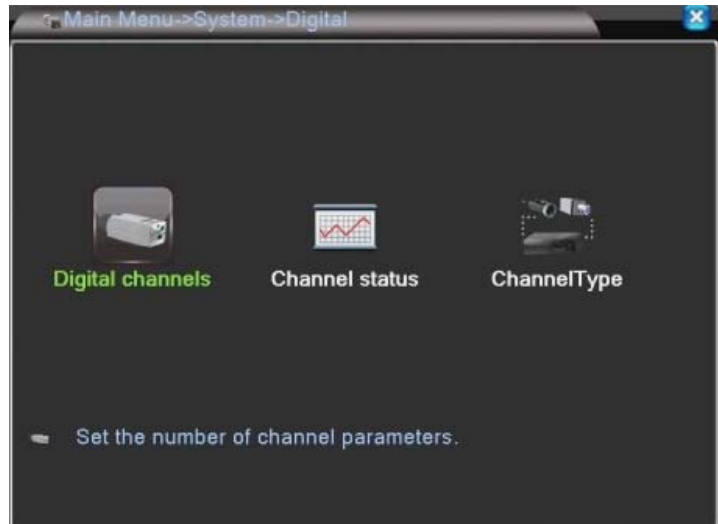 Main Menu->System->Digital
Digital channels
Channel status
ChannelType
Set the number of channel parameters.